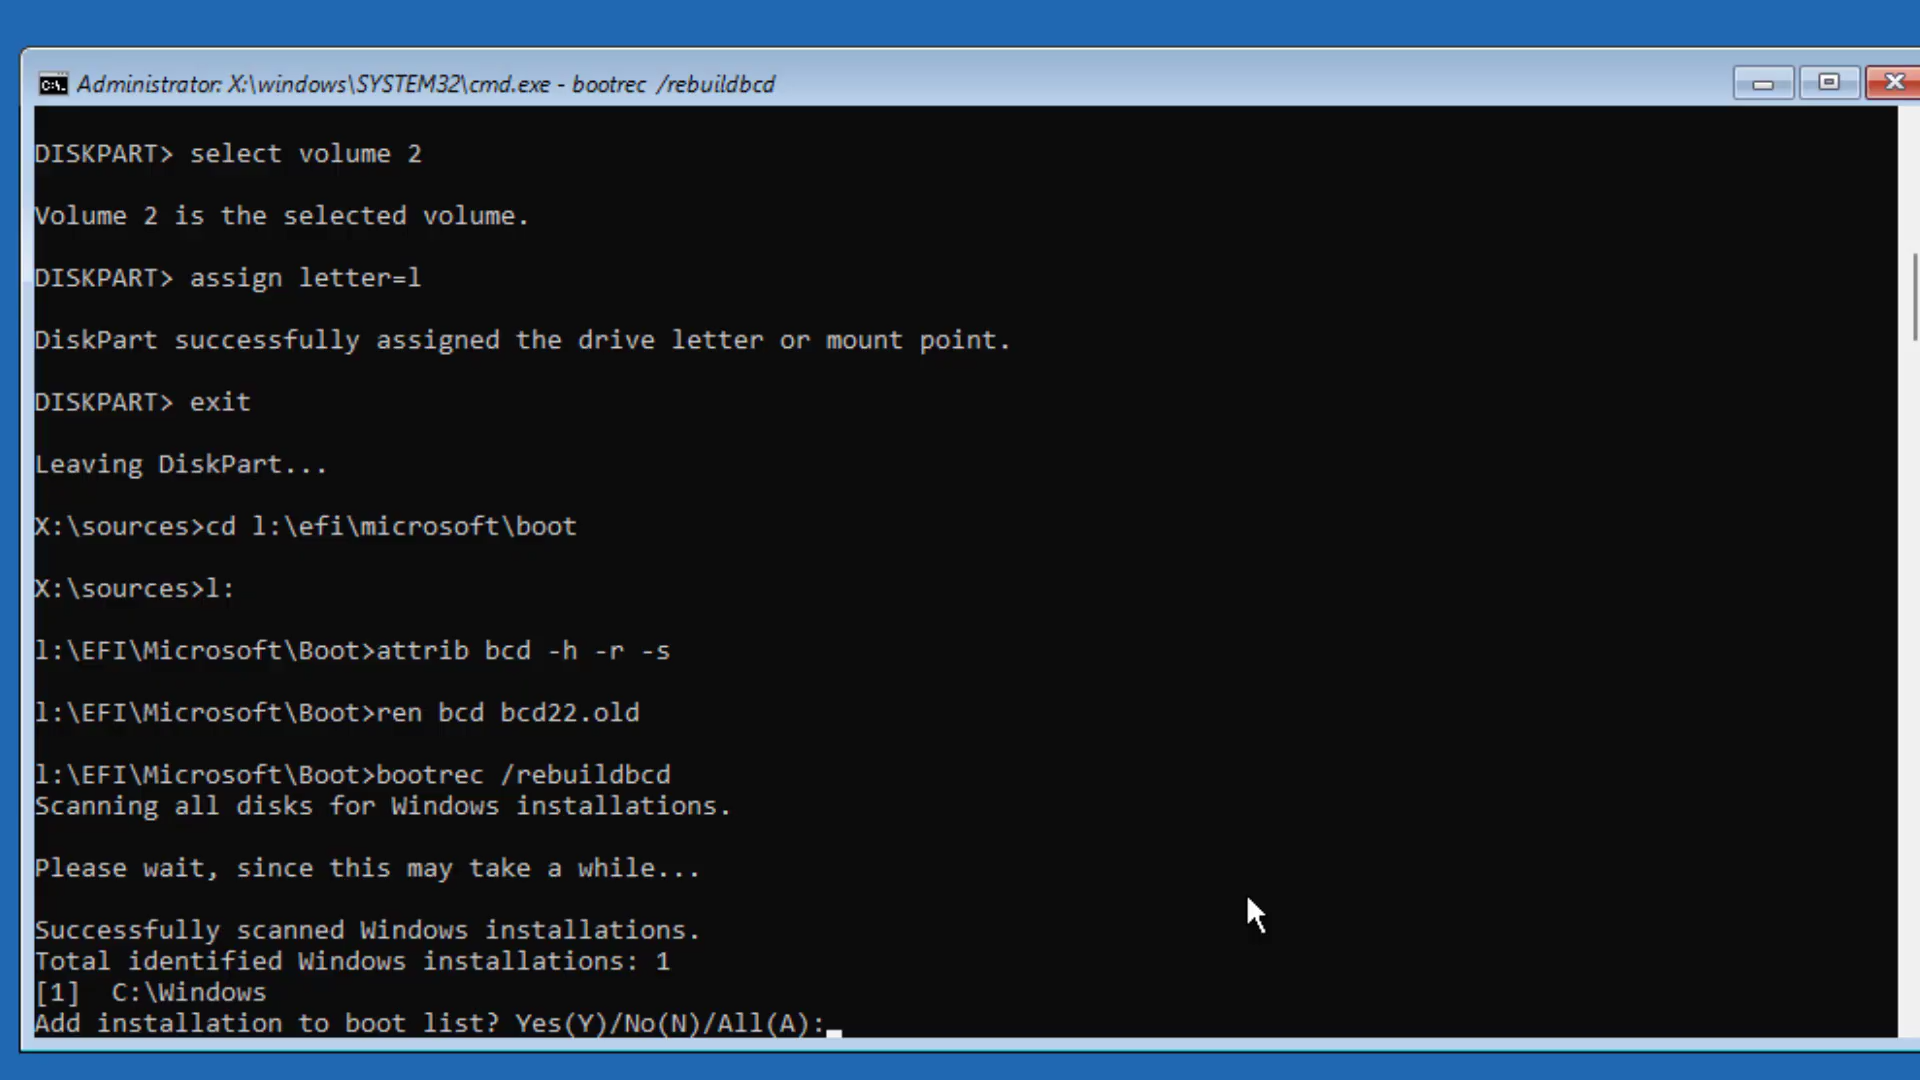 Administrator: X:\windows\SYSTEM32\cmd.exe - bootrec /rebuildbcd
DISKPART> select volume 2
Volume 2 is the selected volume.
DISKPART> assign letter=l
DiskPart successfully assigned the drive letter or mount point.
DISKPART> exit
Leaving DiskPart...
X:\sources>cd l:\efi\microsoft\boot
X:\sources>l:
l:\EFI\Microsoft\Boot>attrib bcd -h -r -s
l:\EFI\Microsoft\Boot>ren bcd bcd22.old
l:\EFI\Microsoft\Boot>bootrec /rebuildbcd
Scanning all disks for Windows installations.
Please wait, since this may take a while...
Successfully scanned Windows installations.
Total identified Windows installations: 1
[1]  C:\Windows
Add installation to boot list? Yes(Y)/No(N)/All(A):